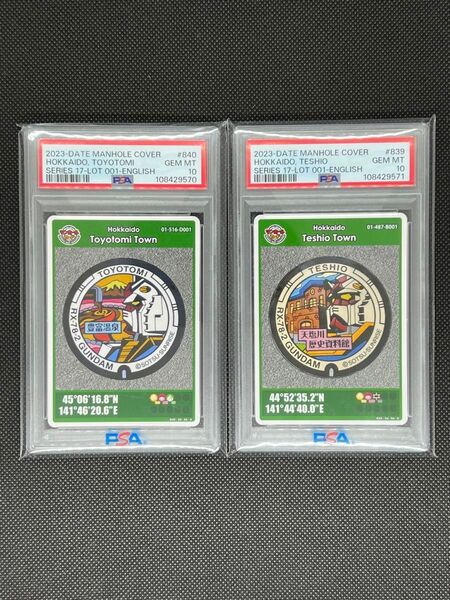 2023-DATE MANHOLE COVER #840
HOKKAIDO, TOYOTOMI GEM MT
SERIES 17-LOT 001-ENGLISH 10
PSA 108429570
Hokkaido 01-516-D001
Toyotomi Town
TOYOTOMI
豊富温泉
RX-78-2 GUNDAM ©SOTSU・SUNRISE
45°06'16.8"N
141°46'20.6"E
PSA
2023-DATE MANHOLE COVER #839
HOKKAIDO, TESHIO GEM MT
SERIES 17-LOT 001-ENGLISH 10
PSA 108429571
Hokkaido 01-487-B001
Teshio Town
TESHIO
天塩川
歴史資料館
RX-78-2 GUNDAM ©SOTSU・SUNRISE
44°52'35.2"N
141°44'40.0"E
PSA